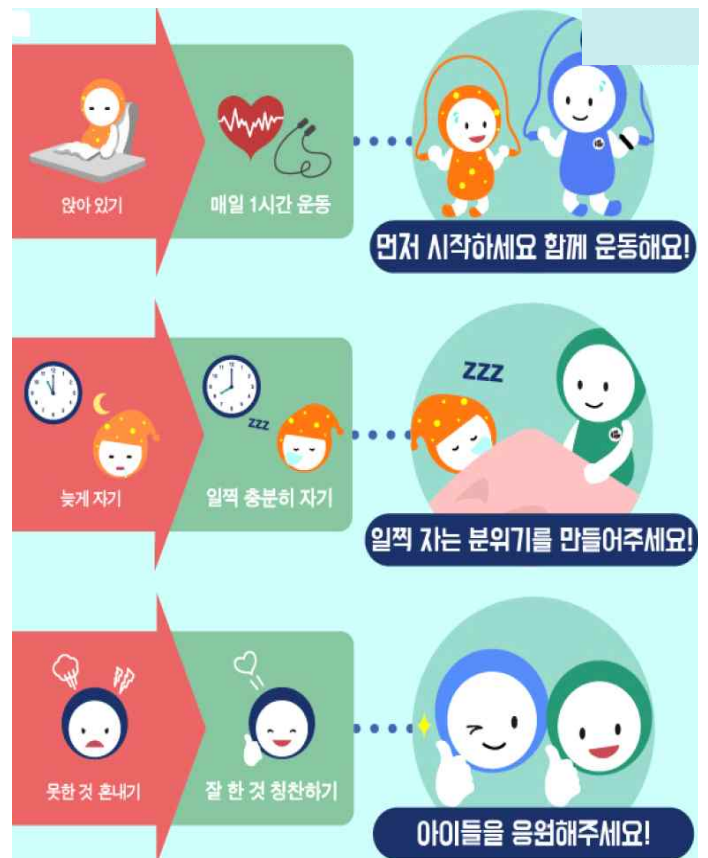 앉아 있기
매일 1시간 운동
먼저 시작하세요 함께 운동해요!
zzz
zzz
늦게 자기
일찍 충분히 자기
일찍 자는 분위기를 만들어주세요!
못한 것 혼내기
잘 한 것 칭찬하기
아이들을 응원해주세요!